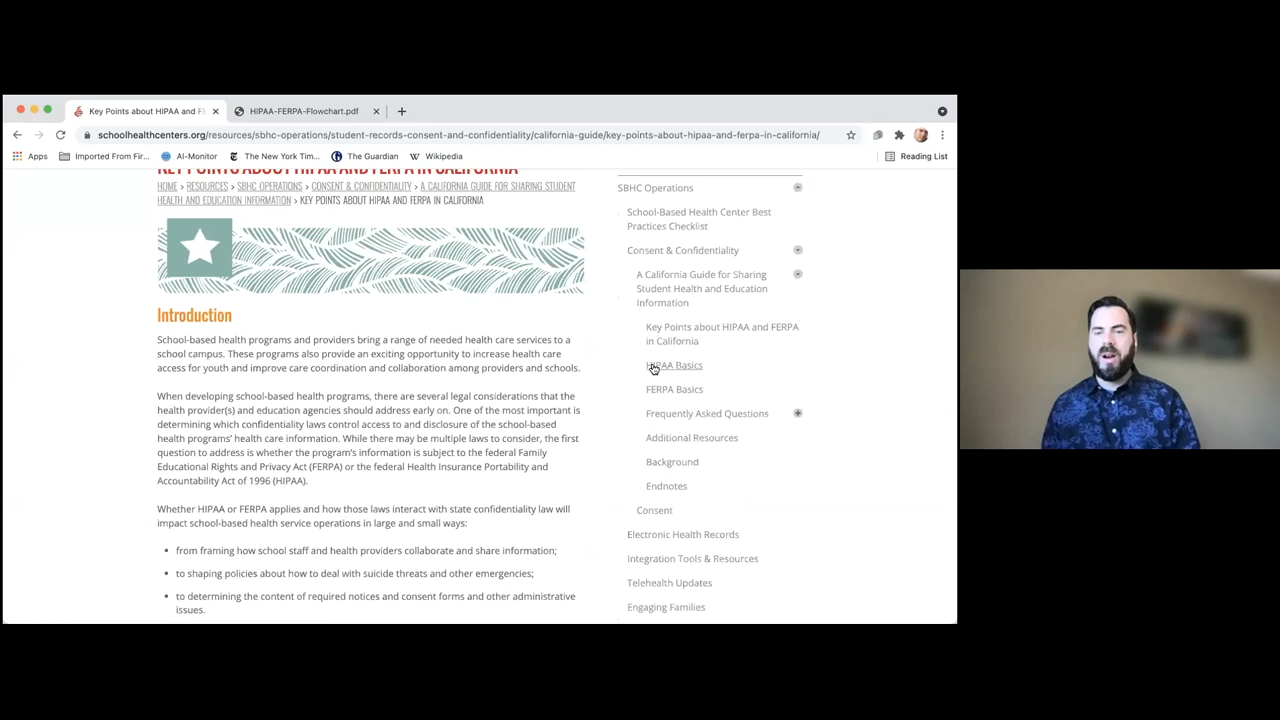 Key Points about HIPAA and F
HIPAA-FERPA-Flowchart.pdf
schoolhealthcenters.org/resources/sbhc-operations/student-records-consent-and-confidentiality/california-guide/key-points-about-hipaa-and-ferpa-in-california/
Apps
Imported From Fir...
Al-Monitor
The New York Tim...
The Guardian
W Wikipedia
Reading List
KEY POINTS ABOUT HIPAA AND FERPA IN CALIFORNIA
HOME > RESOURCES > SBHC OPERATIONS > CONSENT & CONFIDENTIALITY > A CALIFORNIA GUIDE FOR SHARING STUDENT
HEALTH AND EDUCATION INFORMATION > KEY POINTS ABOUT HIPAA AND FERPA IN CALIFORNIA
Introduction
School-based health programs and providers bring a range of needed health care services to a
school campus. These programs also provide an exciting opportunity to increase health care
access for youth and improve care coordination and collaboration among providers and schools.
When developing school-based health programs, there are several legal considerations that the
health provider(s) and education agencies should address early on. One of the most important is
determining which confidentiality laws control access to and disclosure of the school-based
health programs' health care information. While there may be multiple laws to consider, the first
question to address is whether the program's information is subject to the federal Family
Educational Rights and Privacy Act (FERPA) or the federal Health Insurance Portability and
Accountability Act of 1996 (HIPAA).
Whether HIPAA or FERPA applies and how those laws interact with state confidentiality law will
impact school-based health service operations in large and small ways:
• from framing how school staff and health providers collaborate and share information;
• to shaping policies about how to deal with suicide threats and other emergencies;
• to determining the content of required notices and consent forms and other administrative
issues.
SBHC Operations
School-Based Health Center Best
Practices Checklist
Consent & Confidentiality
A California Guide for Sharing
Student Health and Education
Information
Key Points about HIPAA and FERPA
in California
HIPAA Basics
FERPA Basics
Frequently Asked Questions
Additional Resources
Background
Endnotes
Consent
Electronic Health Records
Integration Tools & Resources
Telehealth Updates
Engaging Families